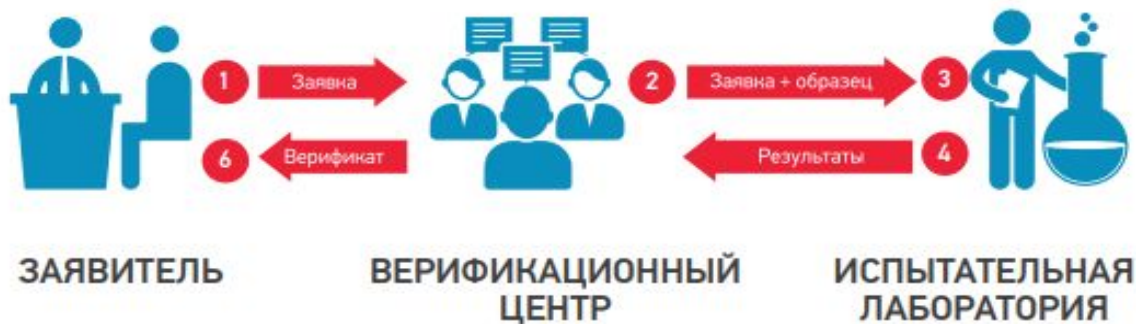 1
Заявка
2
Заявка + образец
3
6
Верификат
Результаты
4
ЗАЯВИТЕЛЬ
ВЕРИФИКАЦИОННЫЙ
ЦЕНТР
ИСПЫТАТЕЛЬНАЯ
ЛАБОРАТОРИЯ